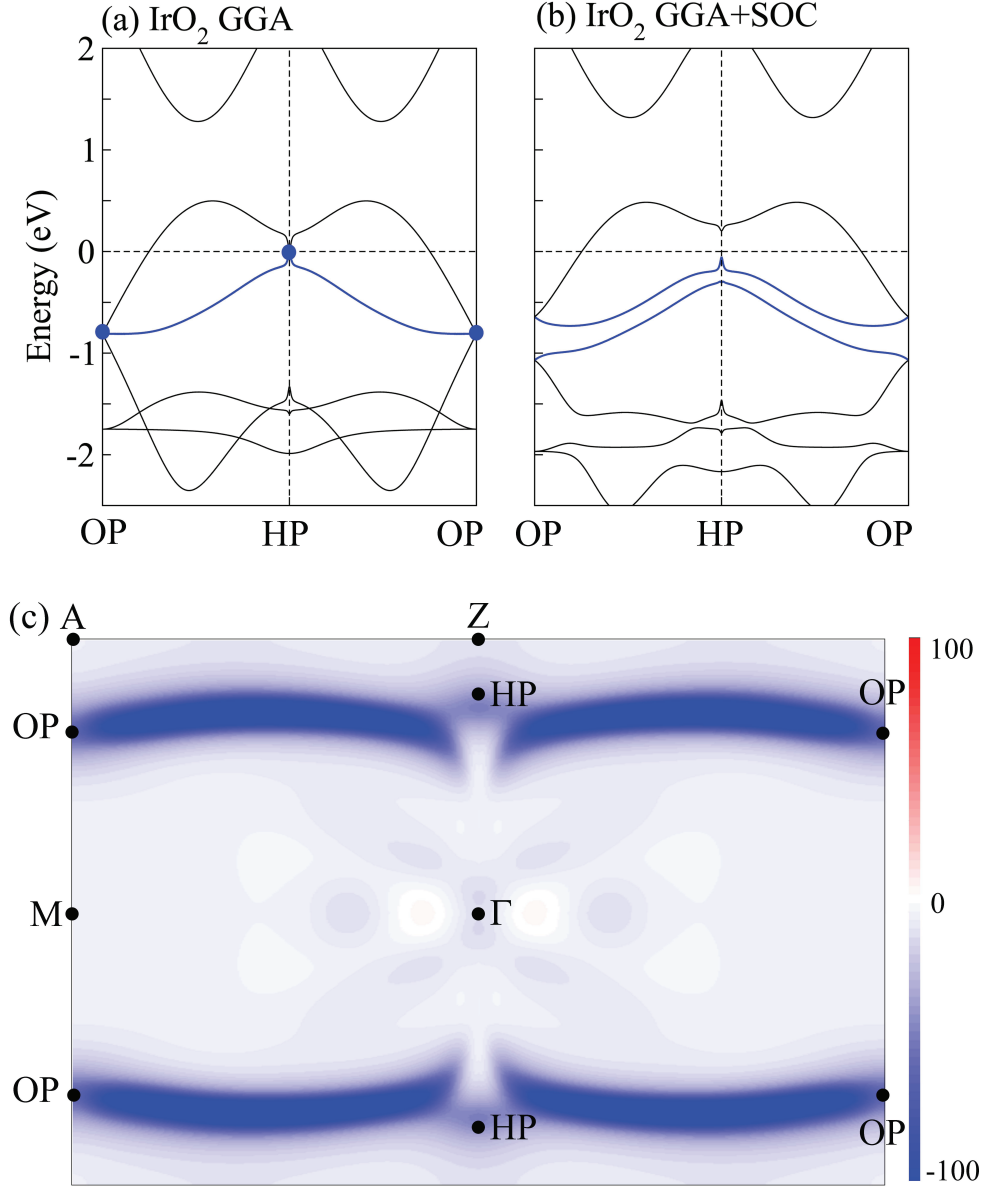 (a) IrO₂ GGA
(b) IrO₂ GGA+SOC
2
1
0
-1
-2
Energy (eV)
OP HP OP
OP HP OP
(c) A Z
100
HP OP
OP
M Γ 0
OP
HP OP
-100